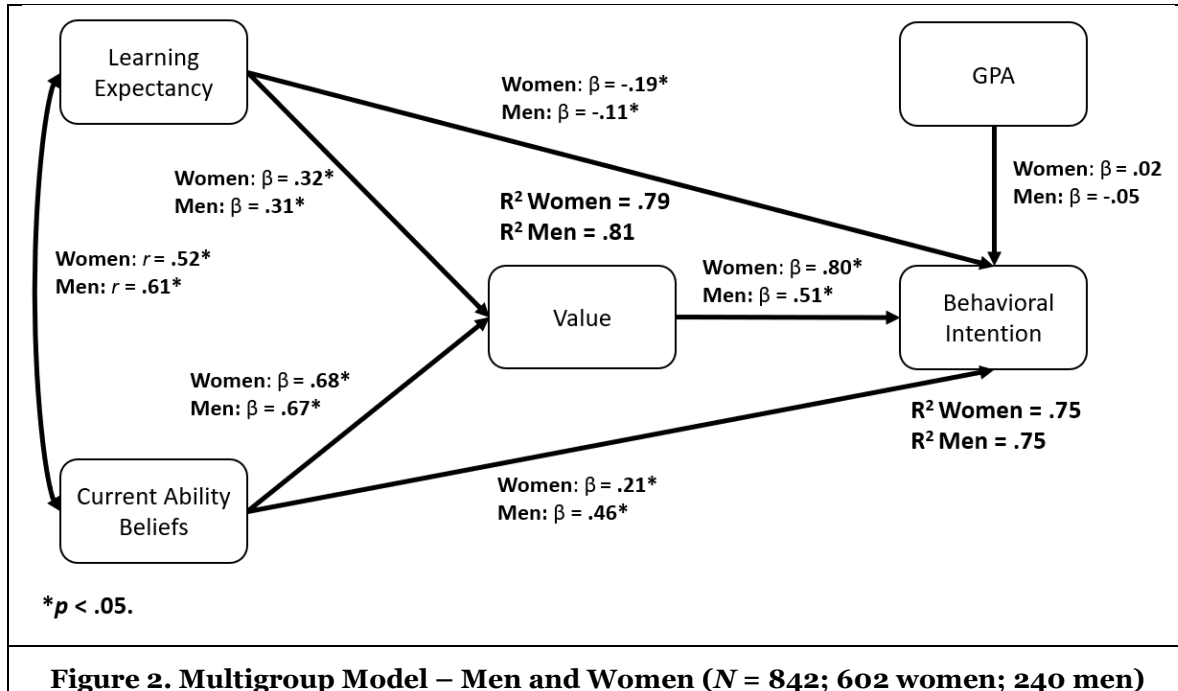 Learning
Expectancy
GPA
Women: β = -.19*
Men: β = -.11*
Women: β = .32*
Men: β = .31*
Women: β = .02
Men: β = -.05
R² Women = .79
R² Men = .81
Women: r = .52*
Men: r = .61*
Women: β = .80*
Men: β = .51*
Value
Behavioral
Intention
Women: β = .68*
Men: β = .67*
R² Women = .75
R² Men = .75
Current Ability
Beliefs
Women: β = .21*
Men: β = .46*
*p < .05.
Figure 2. Multigroup Model – Men and Women (N = 842; 602 women; 240 men)